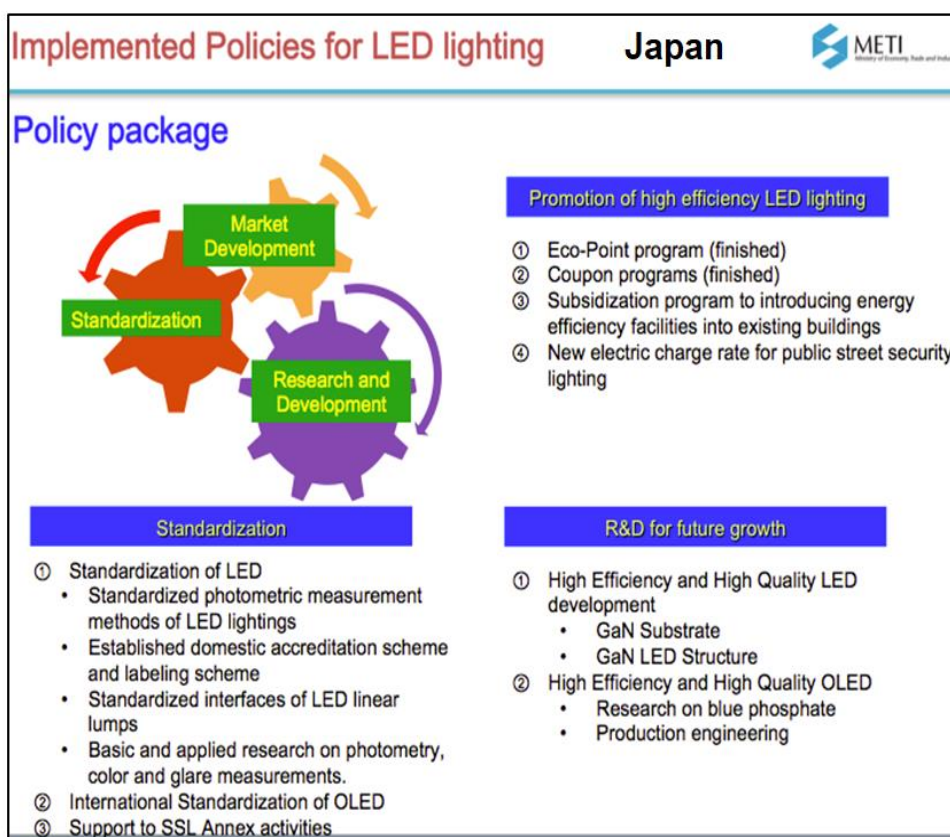 Implemented Policies for LED lighting Japan
METI
Ministry of Economy, Trade and Indu
Policy package
Market
Development
Standardization
Research and
Development
Promotion of high efficiency LED lighting
① Eco-Point program (finished)
② Coupon programs (finished)
③ Subsidization program to introducing energy
efficiency facilities into existing buildings
④ New electric charge rate for public street security
lighting
Standardization
① Standardization of LED
• Standardized photometric measurement
methods of LED lightings
• Established domestic accreditation scheme
and labeling scheme
• Standardized interfaces of LED linear
lumps
• Basic and applied research on photometry,
color and glare measurements.
② International Standardization of OLED
③ Support to SSL Annex activities
R&D for future growth
① High Efficiency and High Quality LED
development
• GaN Substrate
• GaN LED Structure
② High Efficiency and High Quality OLED
• Research on blue phosphate
• Production engineering